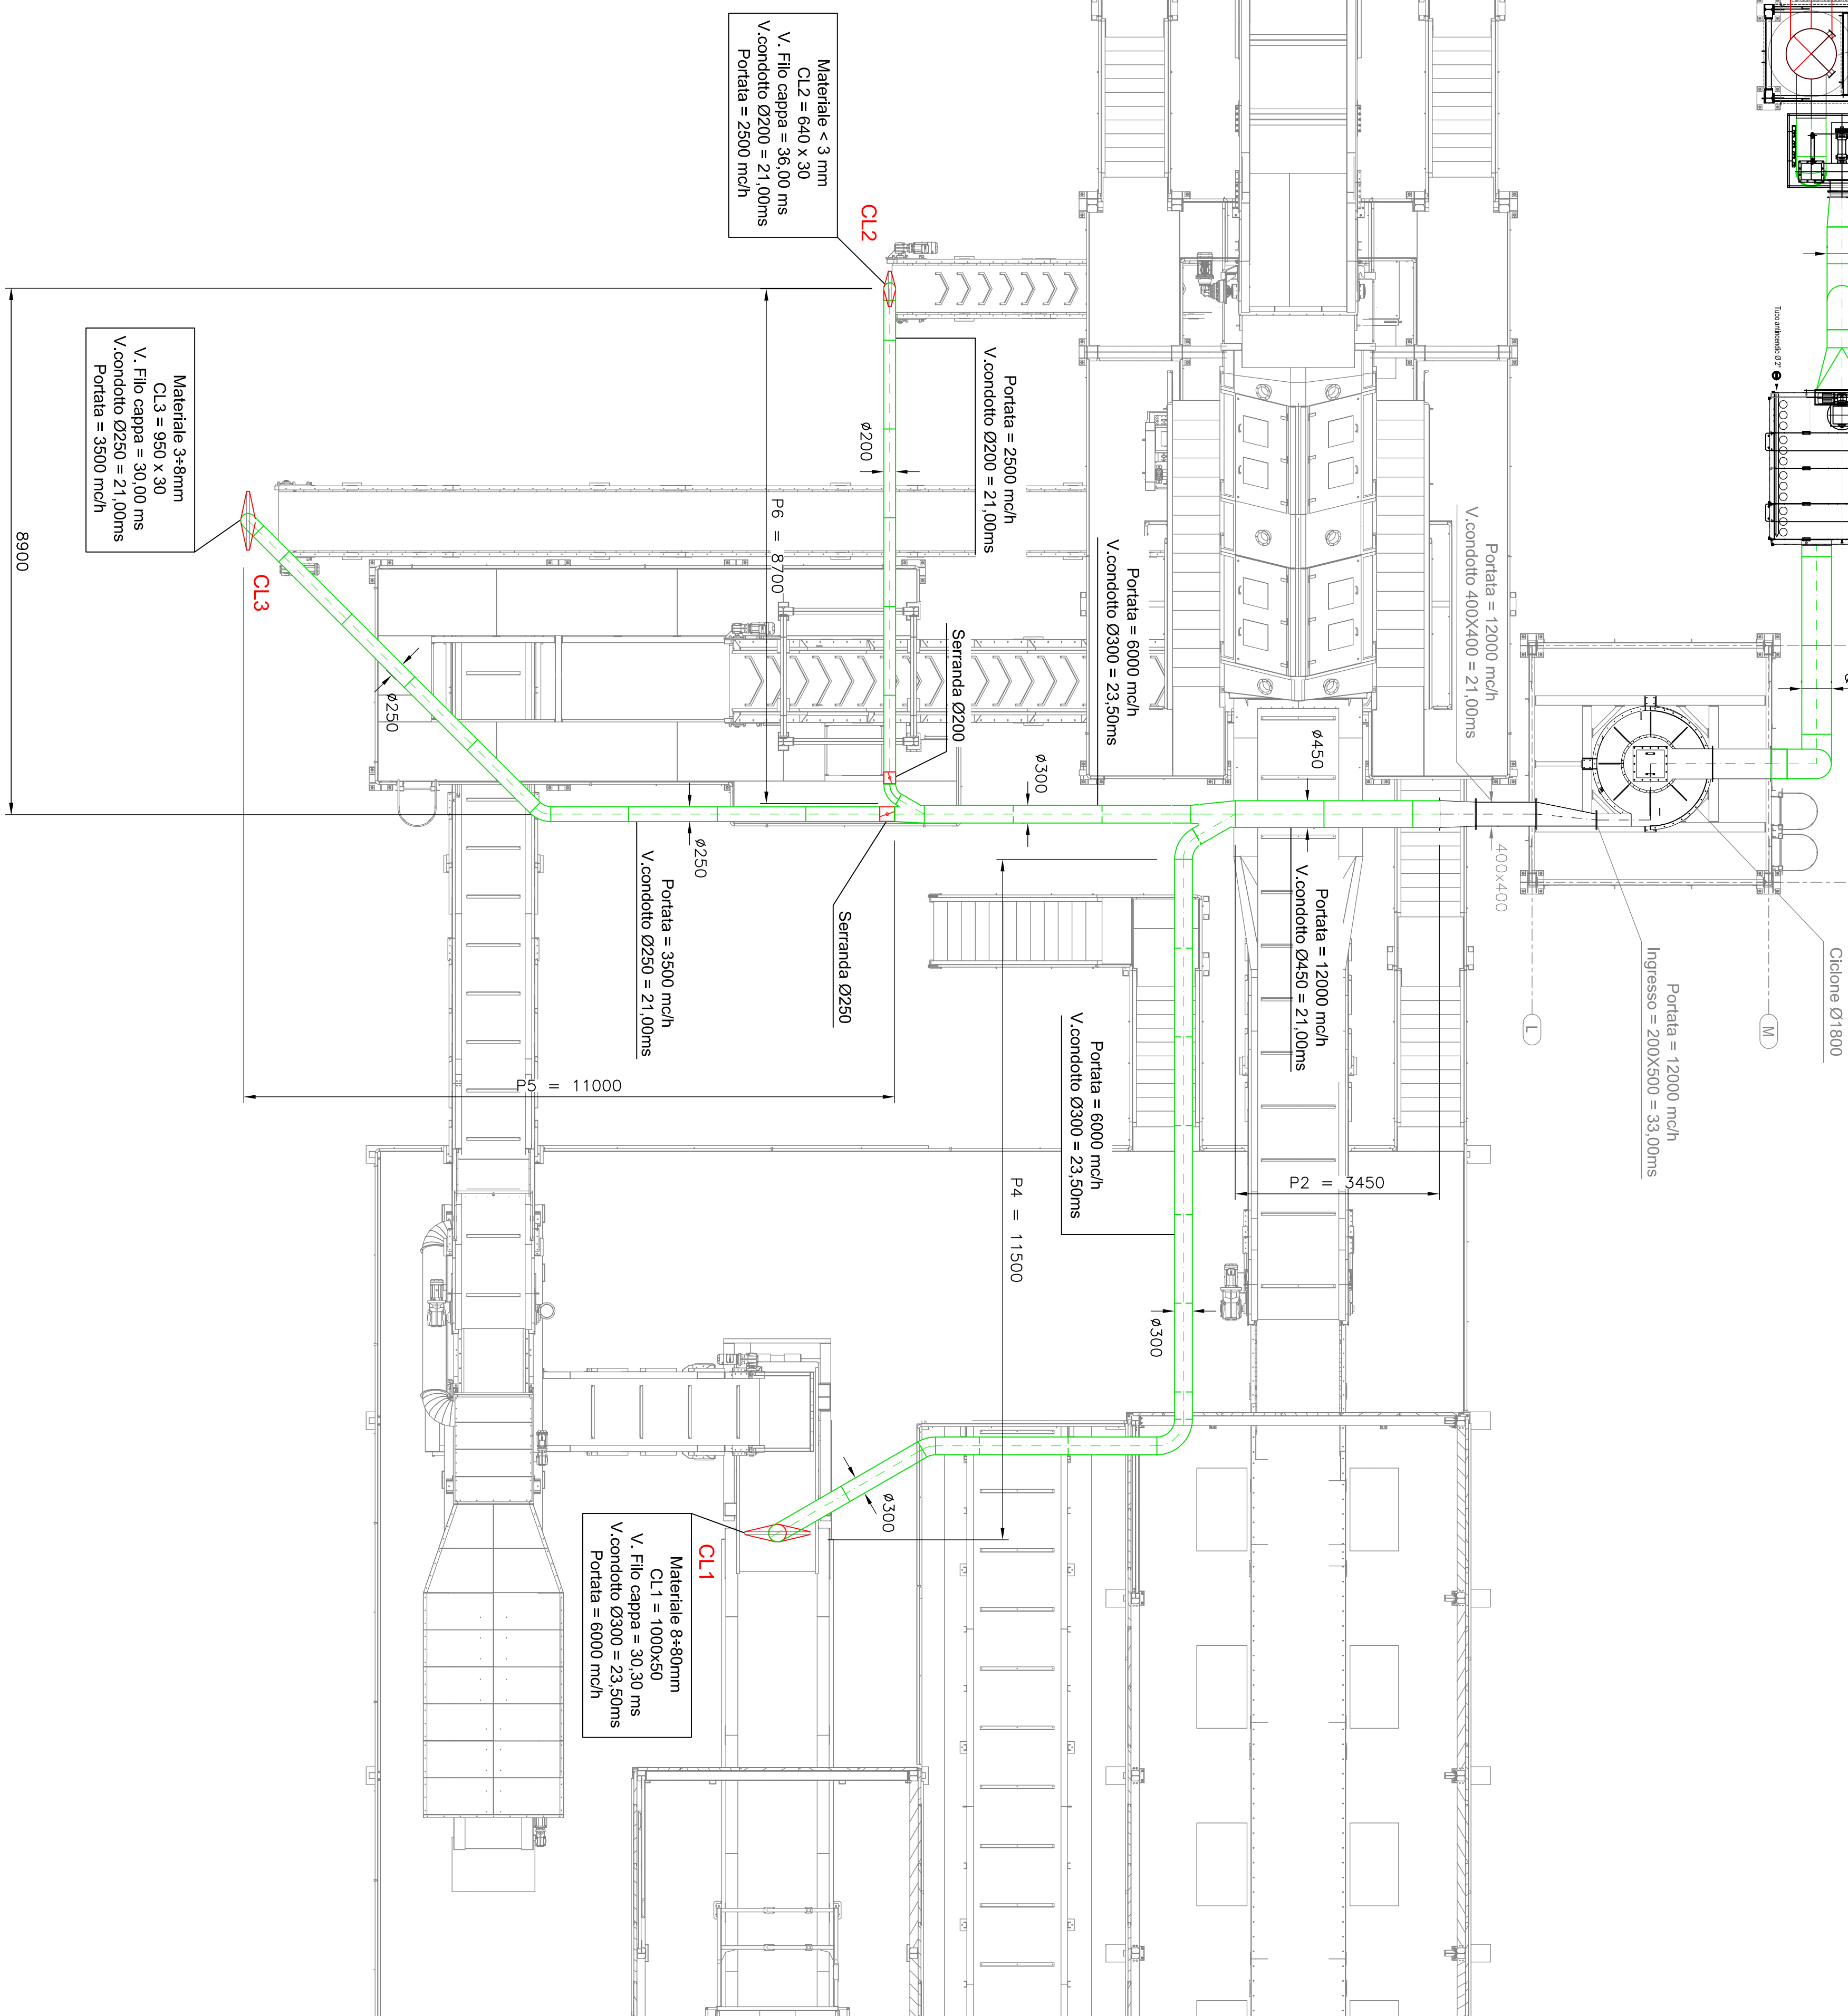 Materiale < 3 mm
CL2 = 640 x 30
V. Filo cappa = 36,00 ms
V.condotto Ø200 = 21,00ms
Portata = 2500 mc/h
CL2
Materiale 3÷8mm
CL3 = 950 x 30
V. Filo cappa = 30,00 ms
V.condotto Ø250 = 21,00ms
Portata = 3500 mc/h
CL3
8900
Portata = 2500 mc/h
V.condotto Ø200 = 21,00ms
Ø200
P6 = 8700
Portata = 6000 mc/h
V.condotto Ø300 = 23,50ms
Serranda Ø200
Ø300
Ø250
Ø250
Portata = 3500 mc/h
V.condotto Ø250 = 21,00ms
Serranda Ø250
P5 = 11000
Portata = 12000 mc/h
V.condotto 400X400 = 21,00ms
Ø450
400x400
Portata = 12000 mc/h
V.condotto Ø450 = 21,00ms
Tubo antincendio Ø 2"
Ciclone Ø1800
Portata = 12000 mc/h
Ingresso = 200X500 = 33,00ms
L
M
P2 = 3450
Portata = 6000 mc/h
V.condotto Ø300 = 23,50ms
P4 = 11500
Ø300
Ø300
CL1
Materiale 8÷80mm
CL1 = 1000x50
V. Filo cappa = 30,30 ms
V.condotto Ø300 = 23,50ms
Portata = 6000 mc/h